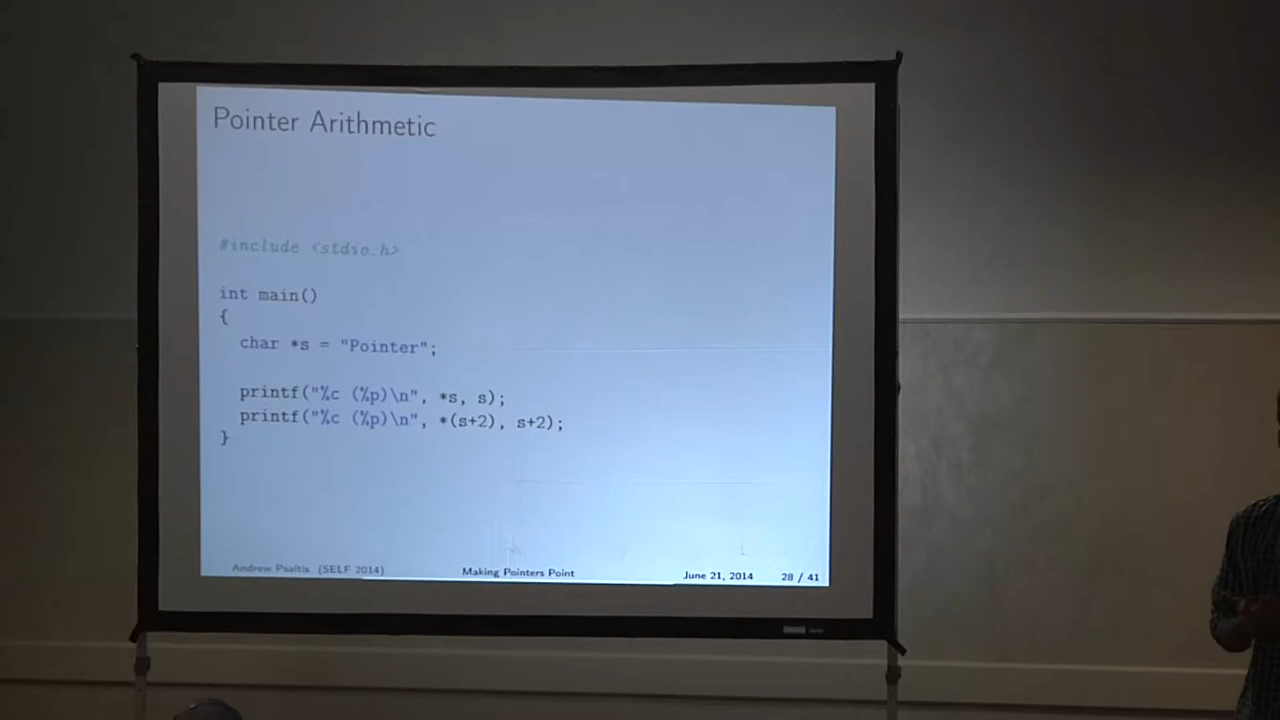 Pointer Arithmetic
#include <stdio.h>
int main()
{
char *s = "Pointer";
printf("%c (%p)\n", *s, s);
printf("%c (%p)\n", *(s+2), s+2);
}
Andrew Psaltis (SELF 2014) Making Pointers Point June 21, 2014 28 / 41